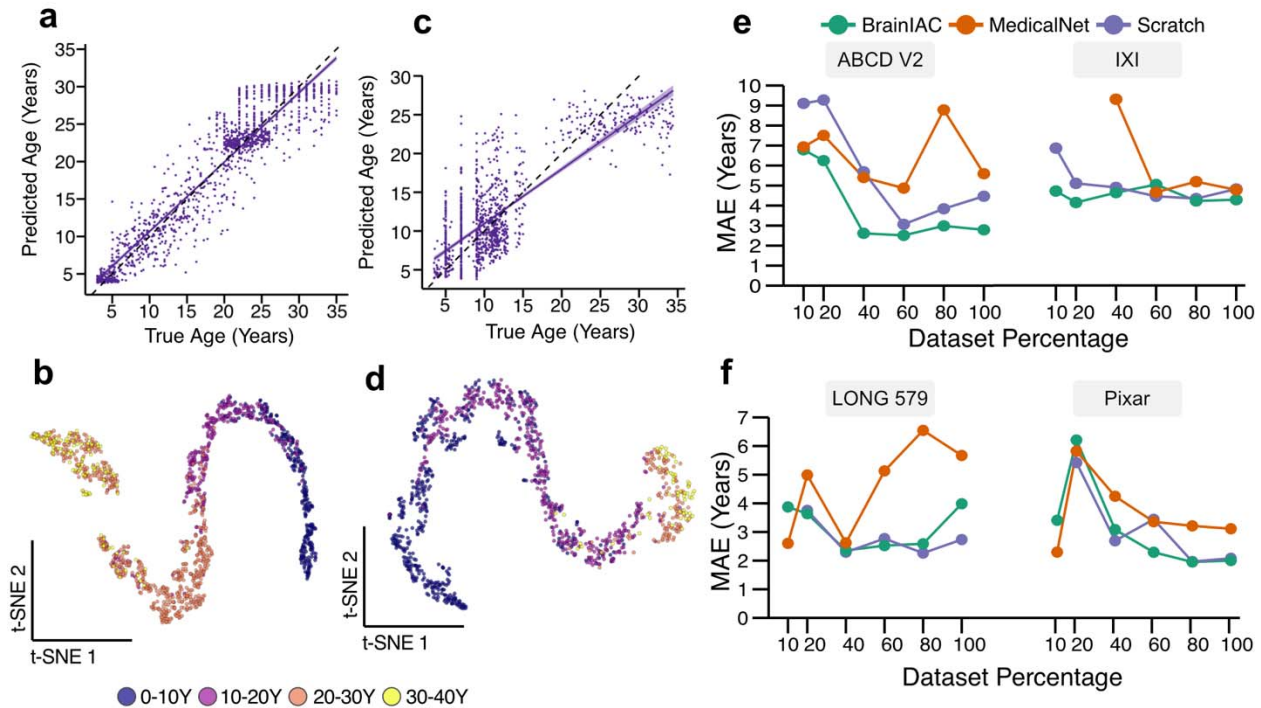 a
35
30
25
20
15
10
5
Predicted Age (Years)
5 10 15 20 25 30 35
True Age (Years)
c
30
25
20
15
10
5
Predicted Age (Years)
5 10 15 20 25 30 35
True Age (Years)
b
t-SNE 2
t-SNE 1
d
t-SNE 2
t-SNE 1
0-10Y 10-20Y 20-30Y 30-40Y
e
BrainIAC MedicalNet Scratch
ABCD V2 IXI
10
9
8
7
6
5
4
3
2
1
0
MAE (Years)
10 20 40 60 80 100 10 20 40 60 80 100
Dataset Percentage
f
LONG 579 Pixar
7
6
5
4
3
2
1
0
MAE (Years)
10 20 40 60 80 100 10 20 40 60 80 100
Dataset Percentage